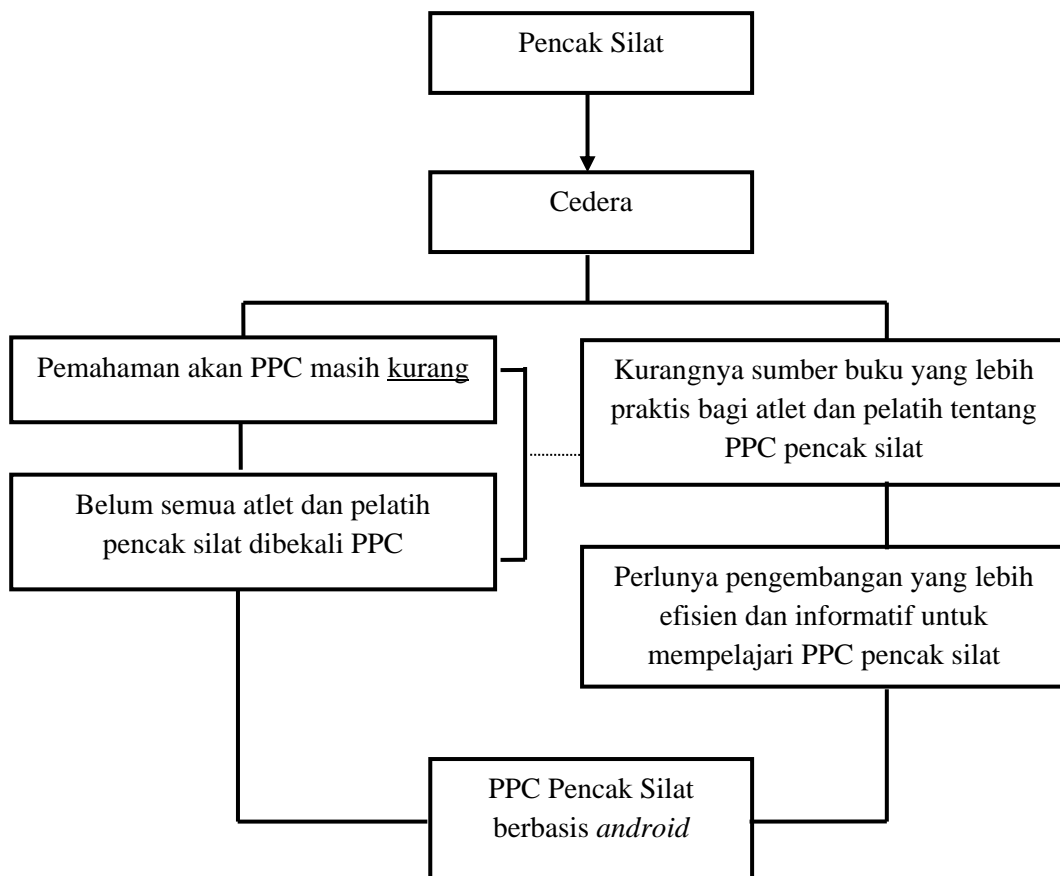 Pencak Silat
Cedera
Pemahaman akan PPC masih kurang
Belum semua atlet dan pelatih
pencak silat dibekali PPC
Kurangnya sumber buku yang lebih
praktis bagi atlet dan pelatih tentang
PPC pencak silat
Perlunya pengembangan yang lebih
efisien dan informatif untuk
mempelajari PPC pencak silat
PPC Pencak Silat
berbasis android